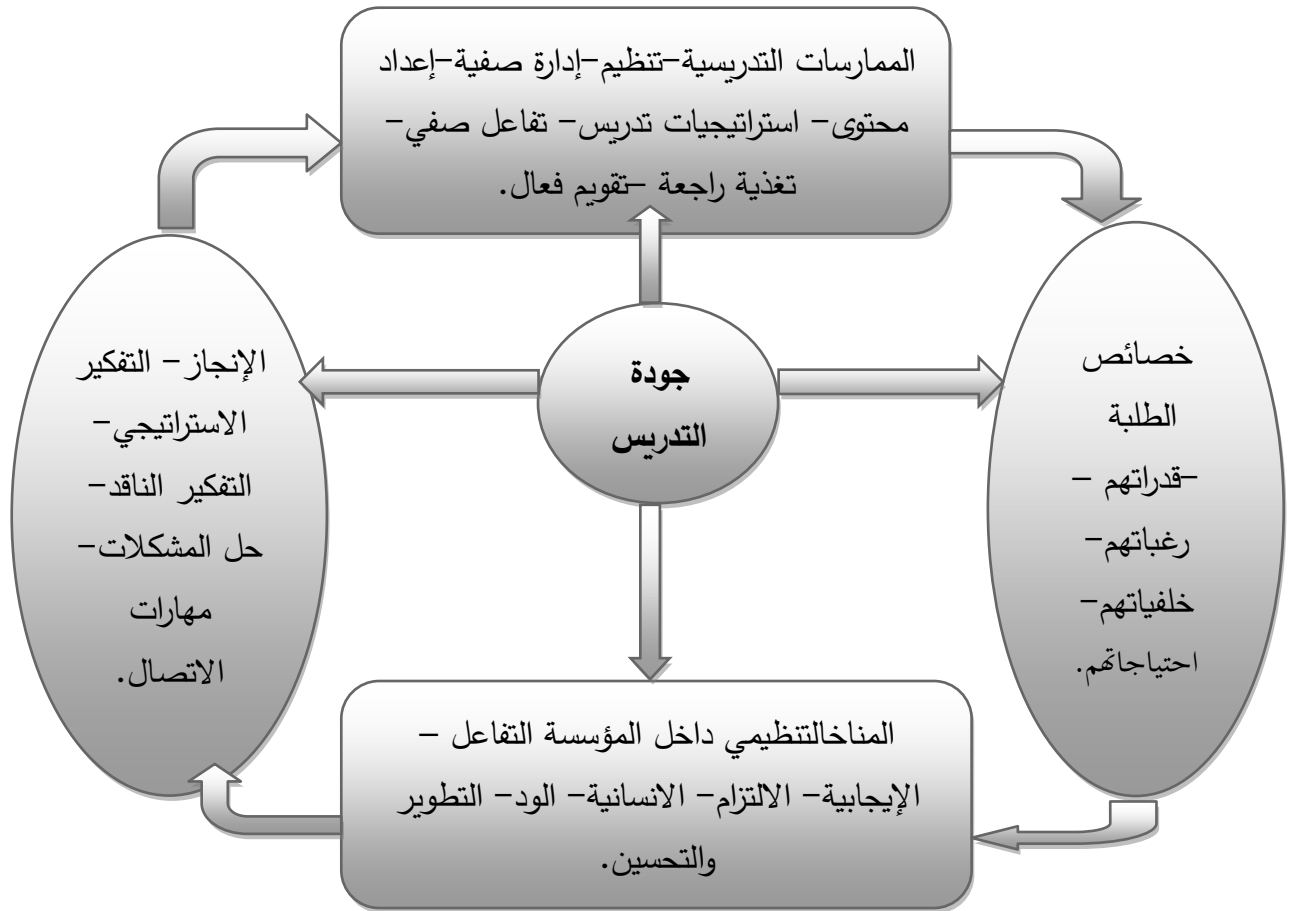 الممارسات التدريسية–تنظيم–إدارة صفية–إعداد
محتوى– استراتيجيات تدريس– تفاعل صفي–
تغذية راجعة –تقويم فعال.
خصائص
الطلبة
–قدراتهم –
رغباتهم–
خلفياتهم–
احتياجاتهم.
جودة
التدريس
الإنجاز– التفكير
الاستراتيجي–
التفكير الناقد–
حل المشكلات–
مهارات
الاتصال.
المناخالتنظيمي داخل المؤسسة التفاعل –
الإيجابية– الالتزام– الانسانية– الود– التطوير
والتحسين.